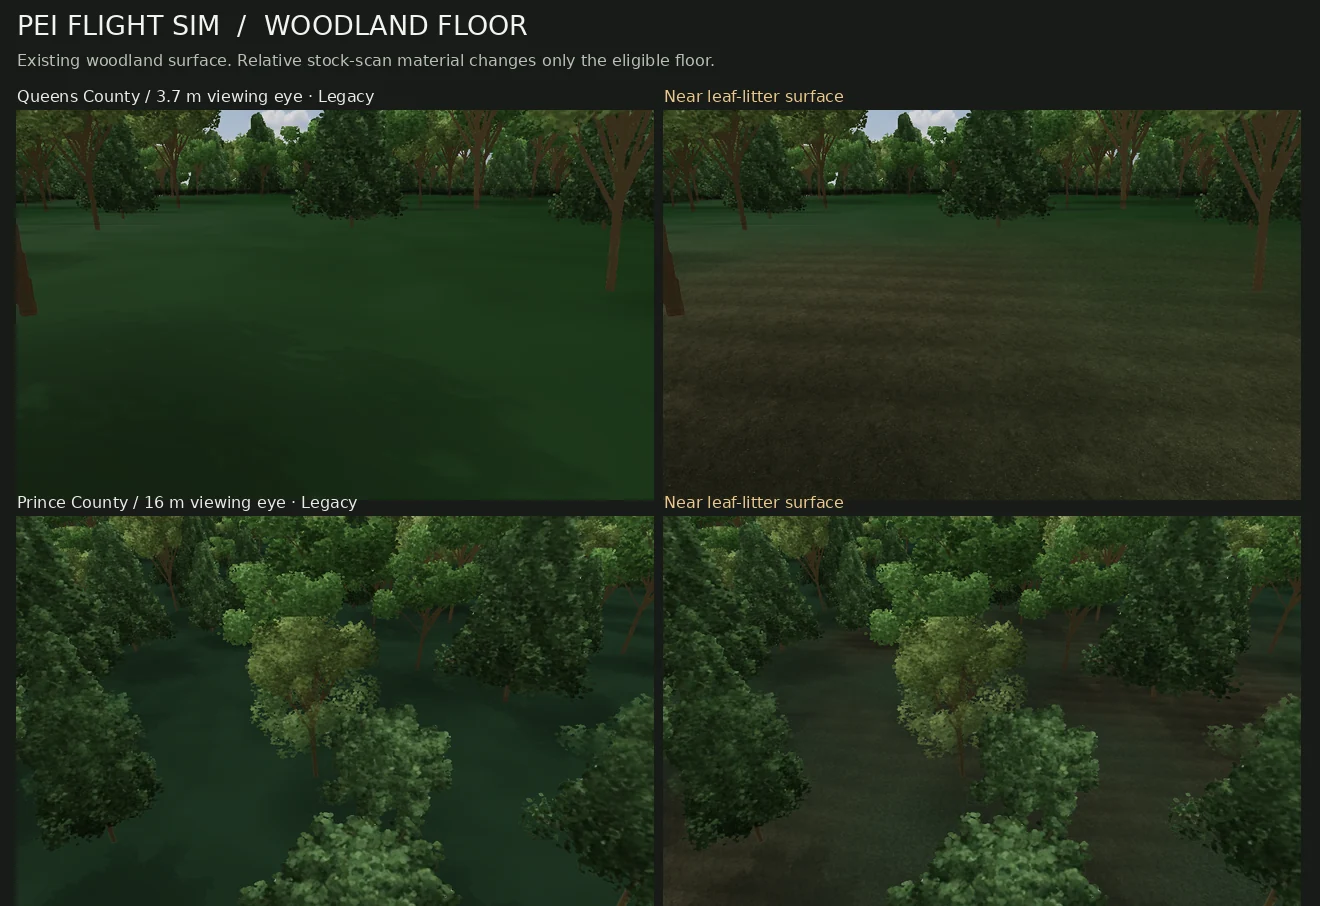 PEI FLIGHT SIM / WOODLAND FLOOR
Existing woodland surface. Relative stock-scan material changes only the eligible floor.
Queens County / 3.7 m viewing eye · Legacy
Near leaf-litter surface
Prince County / 16 m viewing eye · Legacy
Near leaf-litter surface